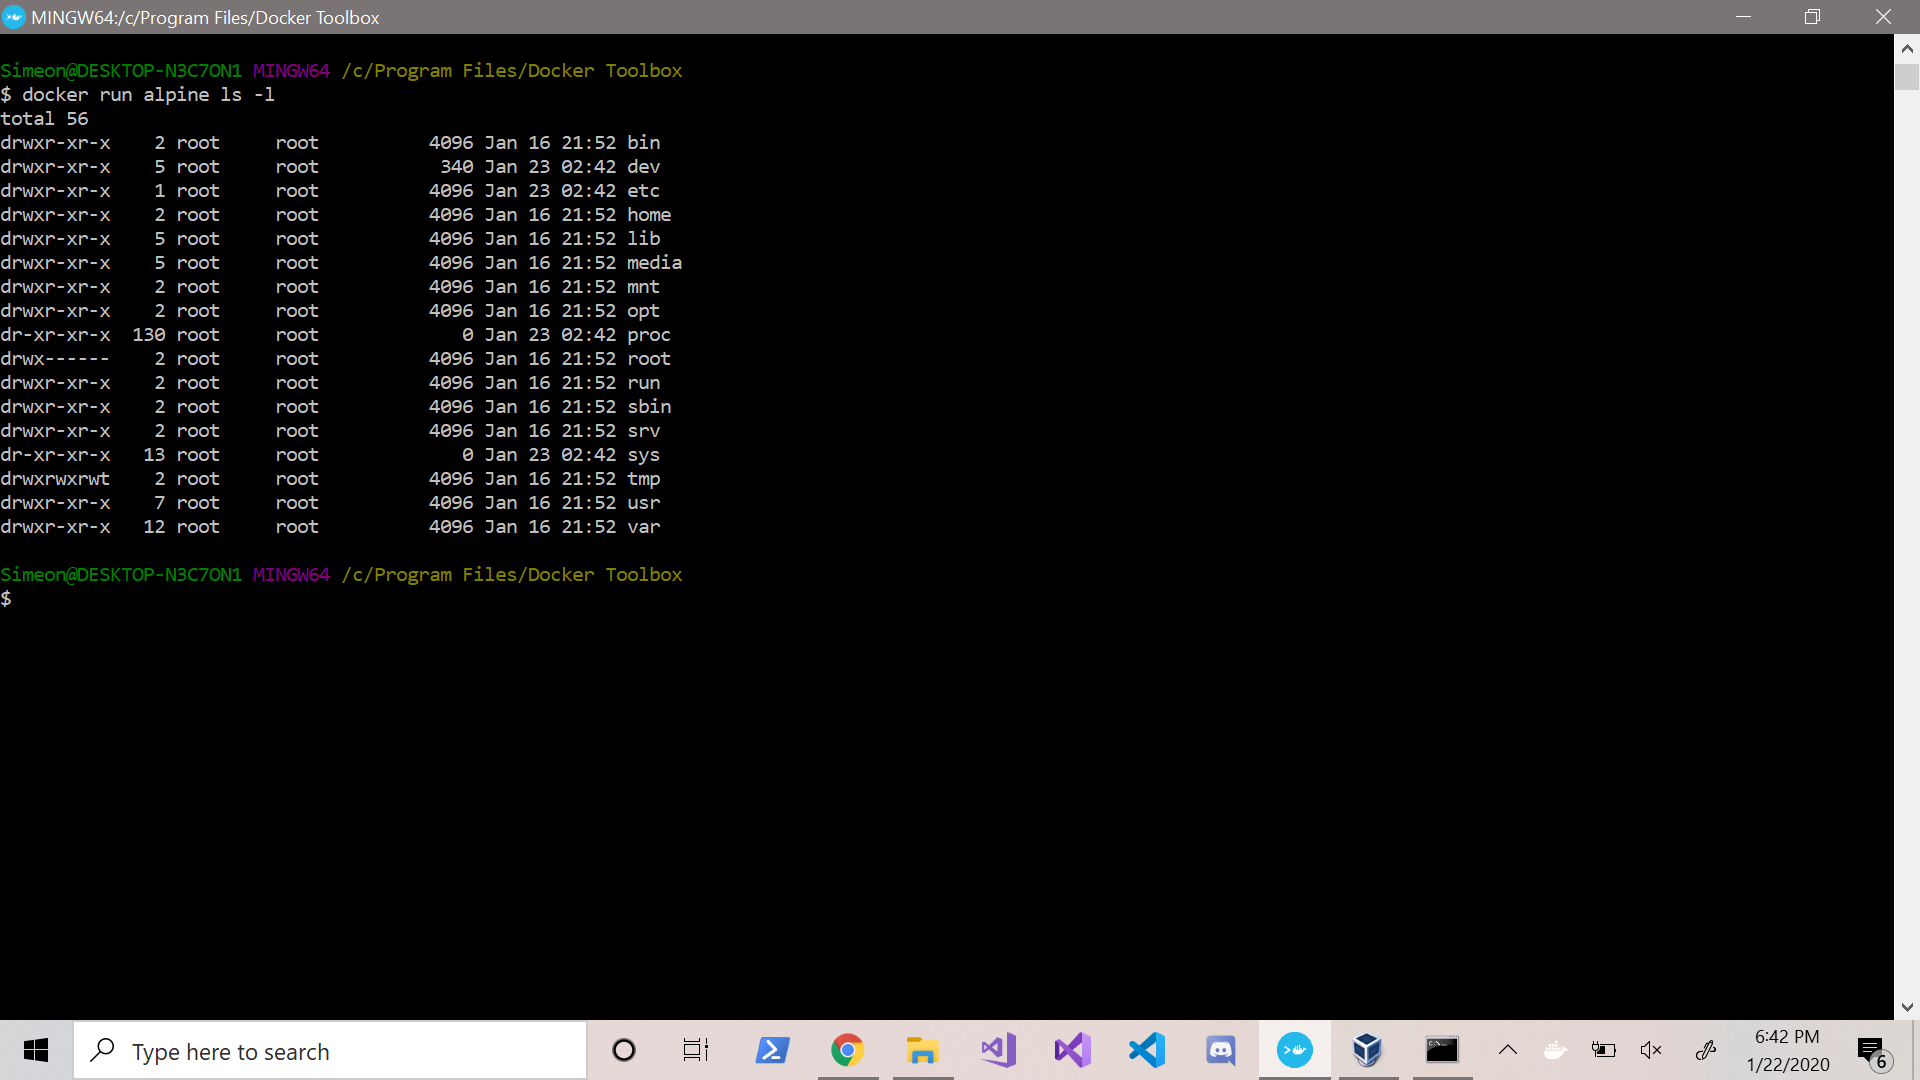 MINGW64:/c/Program Files/Docker Toolbox
Simeon@DESKTOP-N3C7ON1 MINGW64 /c/Program Files/Docker Toolbox
$ docker run alpine ls -l
total 56
drwxr-xr-x    2 root     root          4096 Jan 16 21:52 bin
drwxr-xr-x    5 root     root           340 Jan 23 02:42 dev
drwxr-xr-x    1 root     root          4096 Jan 23 02:42 etc
drwxr-xr-x    2 root     root          4096 Jan 16 21:52 home
drwxr-xr-x    5 root     root          4096 Jan 16 21:52 lib
drwxr-xr-x    5 root     root          4096 Jan 16 21:52 media
drwxr-xr-x    2 root     root          4096 Jan 16 21:52 mnt
drwxr-xr-x    2 root     root          4096 Jan 16 21:52 opt
dr-xr-xr-x  130 root     root             0 Jan 23 02:42 proc
drwx------    2 root     root          4096 Jan 16 21:52 root
drwxr-xr-x    2 root     root          4096 Jan 16 21:52 run
drwxr-xr-x    2 root     root          4096 Jan 16 21:52 sbin
drwxr-xr-x    2 root     root          4096 Jan 16 21:52 srv
dr-xr-xr-x   13 root     root             0 Jan 23 02:42 sys
drwxrwxrwt    2 root     root          4096 Jan 16 21:52 tmp
drwxr-xr-x    7 root     root          4096 Jan 16 21:52 usr
drwxr-xr-x   12 root     root          4096 Jan 16 21:52 var
Simeon@DESKTOP-N3C7ON1 MINGW64 /c/Program Files/Docker Toolbox
$
Type here to search
6:42 PM
1/22/2020
6